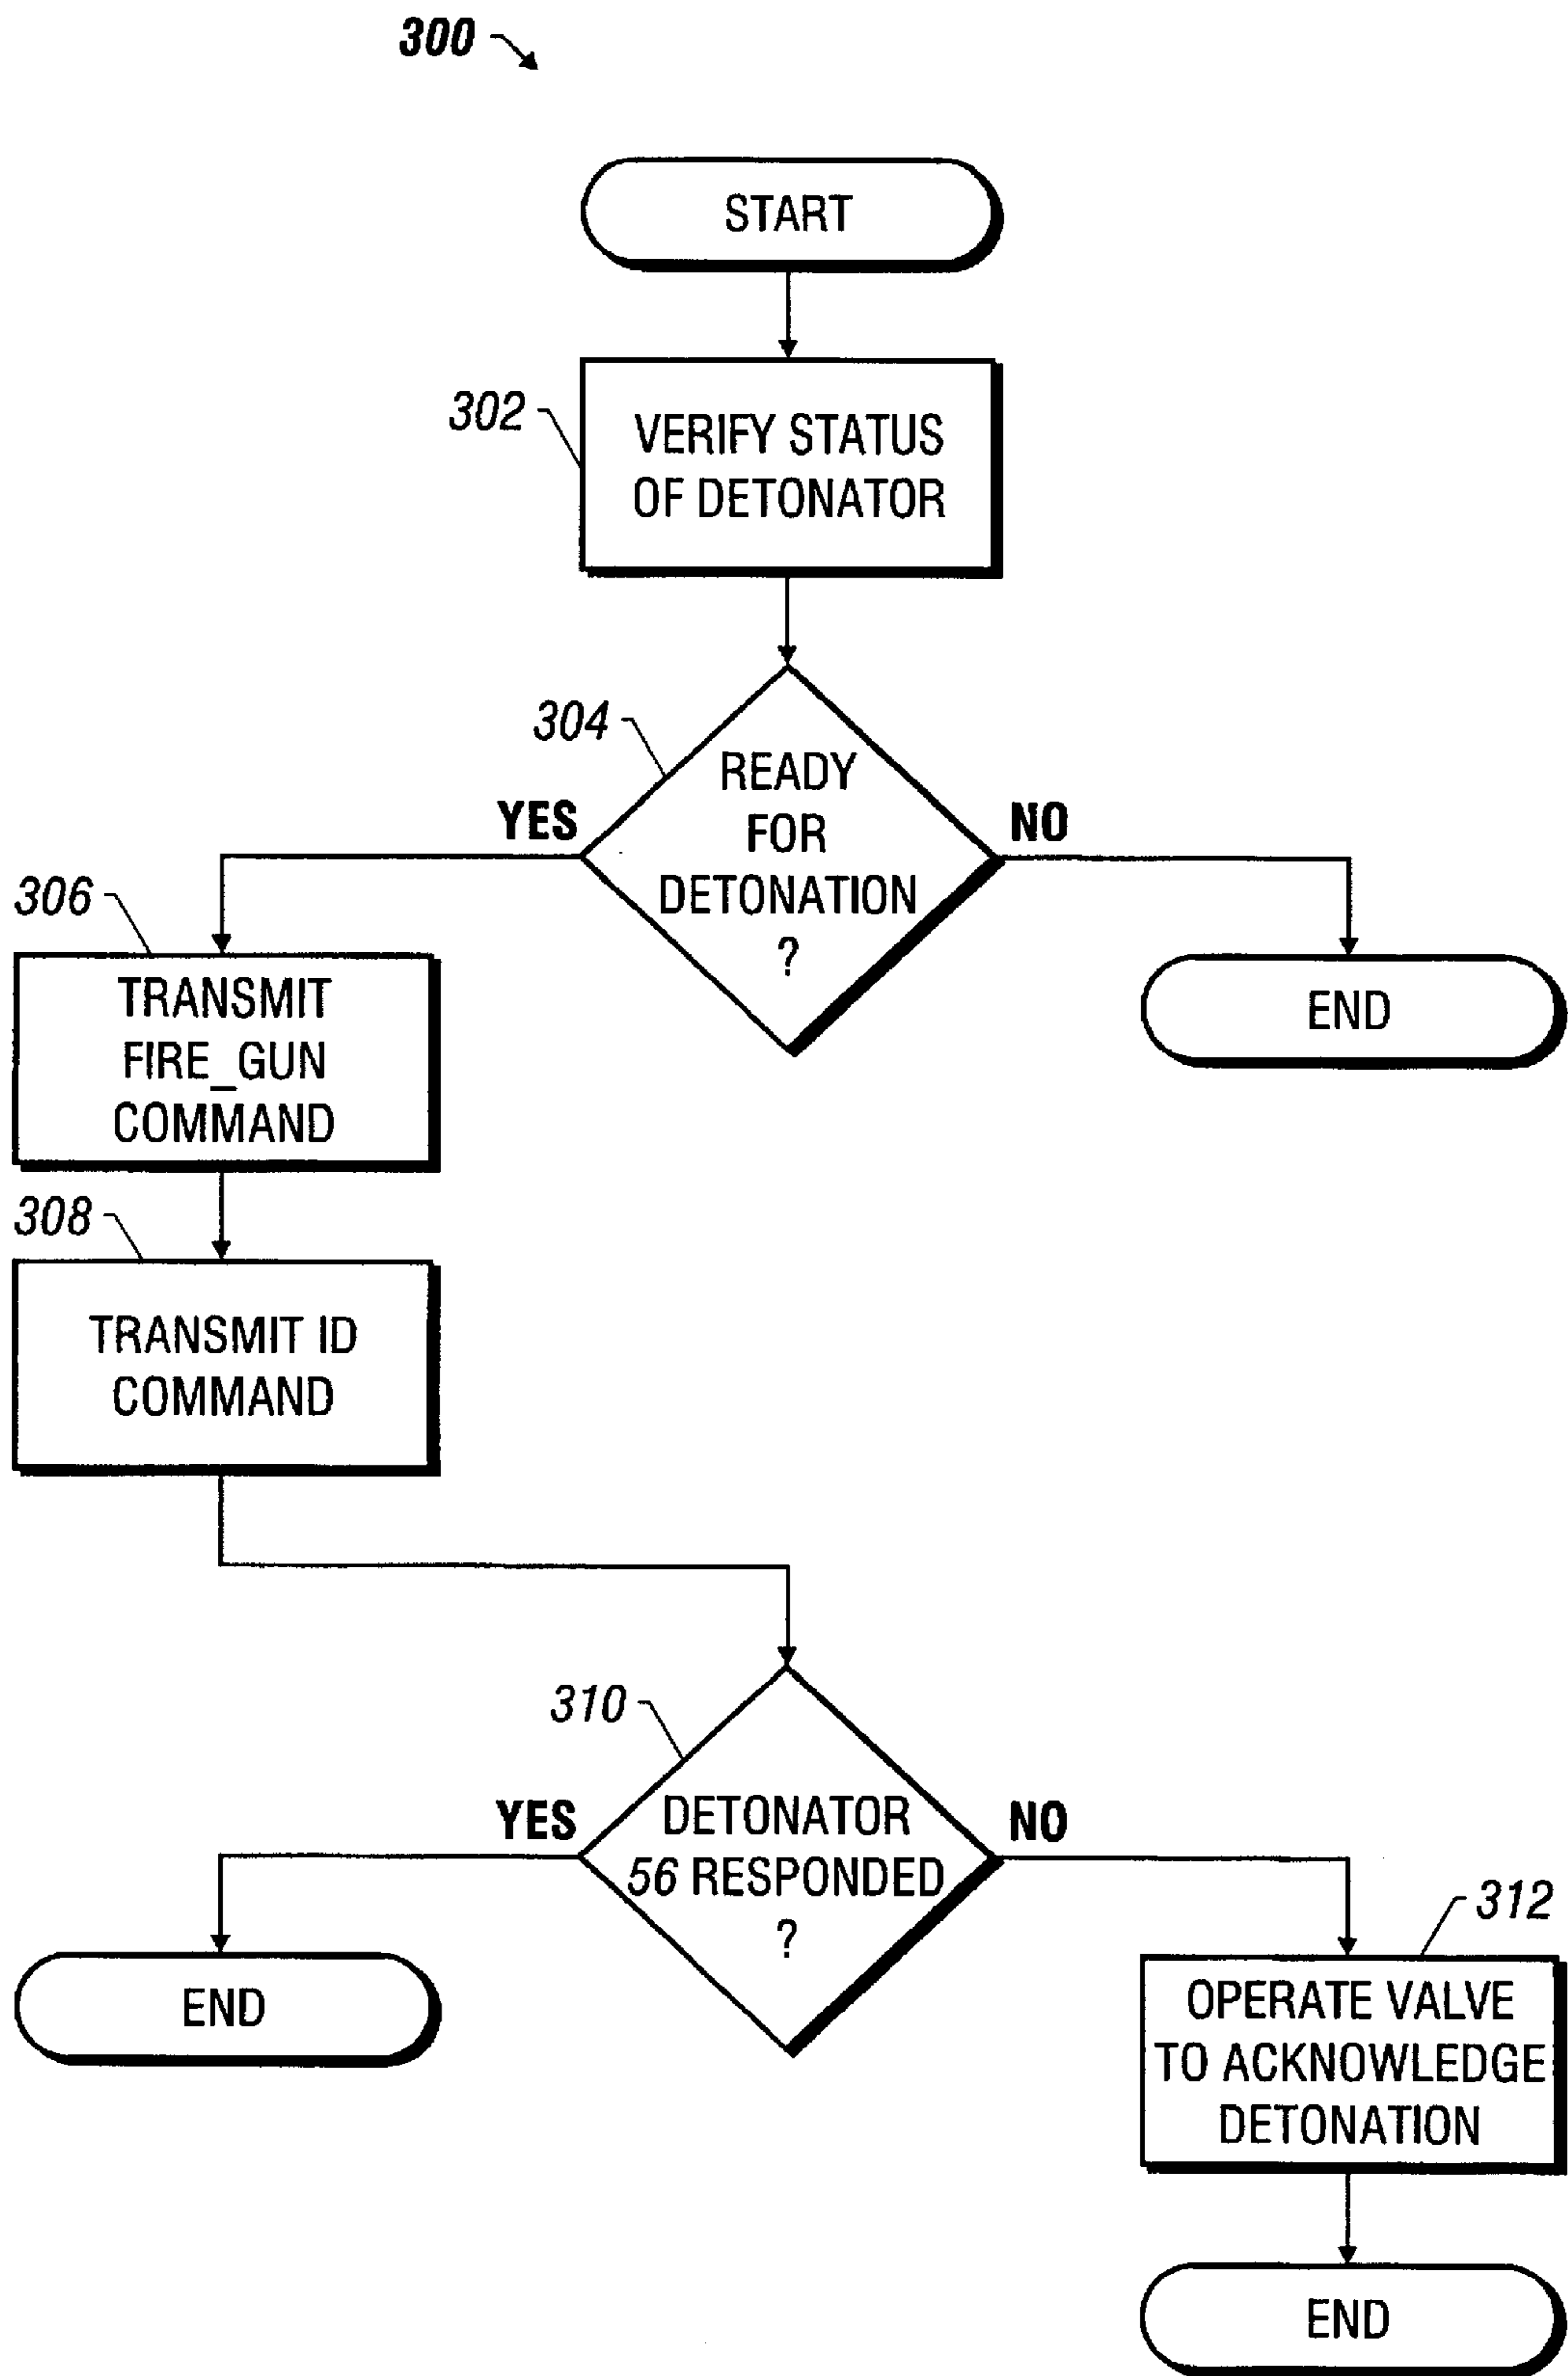 300
START
302
VERIFY STATUS
OF DETONATOR
304
READY
FOR
DETONATION
?
YES
NO
306
TRANSMIT
FIRE_GUN
COMMAND
END
308
TRANSMIT ID
COMMAND
310
DETONATOR
56 RESPONDED
?
YES
NO
END
312
OPERATE VALVE
TO ACKNOWLEDGE
DETONATION
END